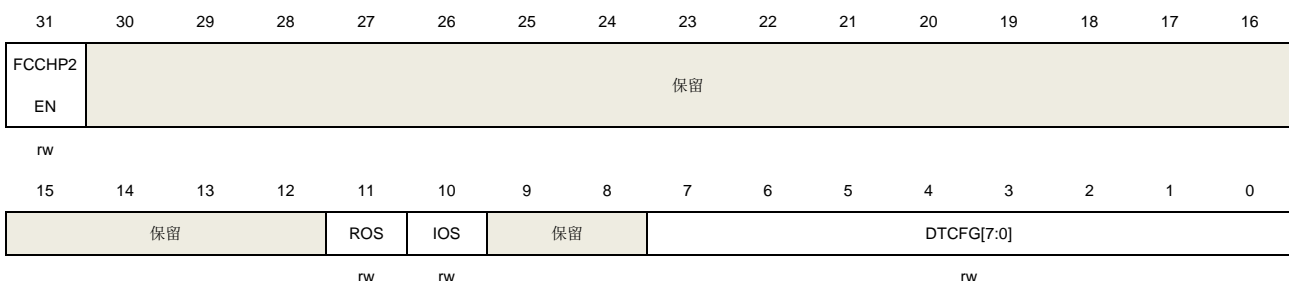 31 30 29 28 27 26 25 24 23 22 21 20 19 18 17 16
FCCHP2
EN
保留
rw
15 14 13 12 11 10 9 8 7 6 5 4 3 2 1 0
保留 ROS IOS 保留 DTCFG[7:0]
rw rw rw